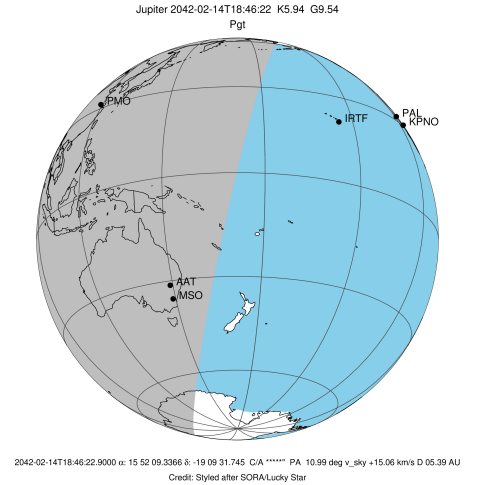 Jupiter 2042-02-14T18:46:22 K5.94 G9.54
Pgt
PMO
IRTF
PAL
KPNO
AAT
MSO
2042-02-14T18:46:22.9000 α: 15 52 09.3366 δ: -19 09 31.745 C/A *****" PA 10.99 deg v_sky +15.06 km/s D 05.39 AU
Credit: Styled after SORA/Lucky Star